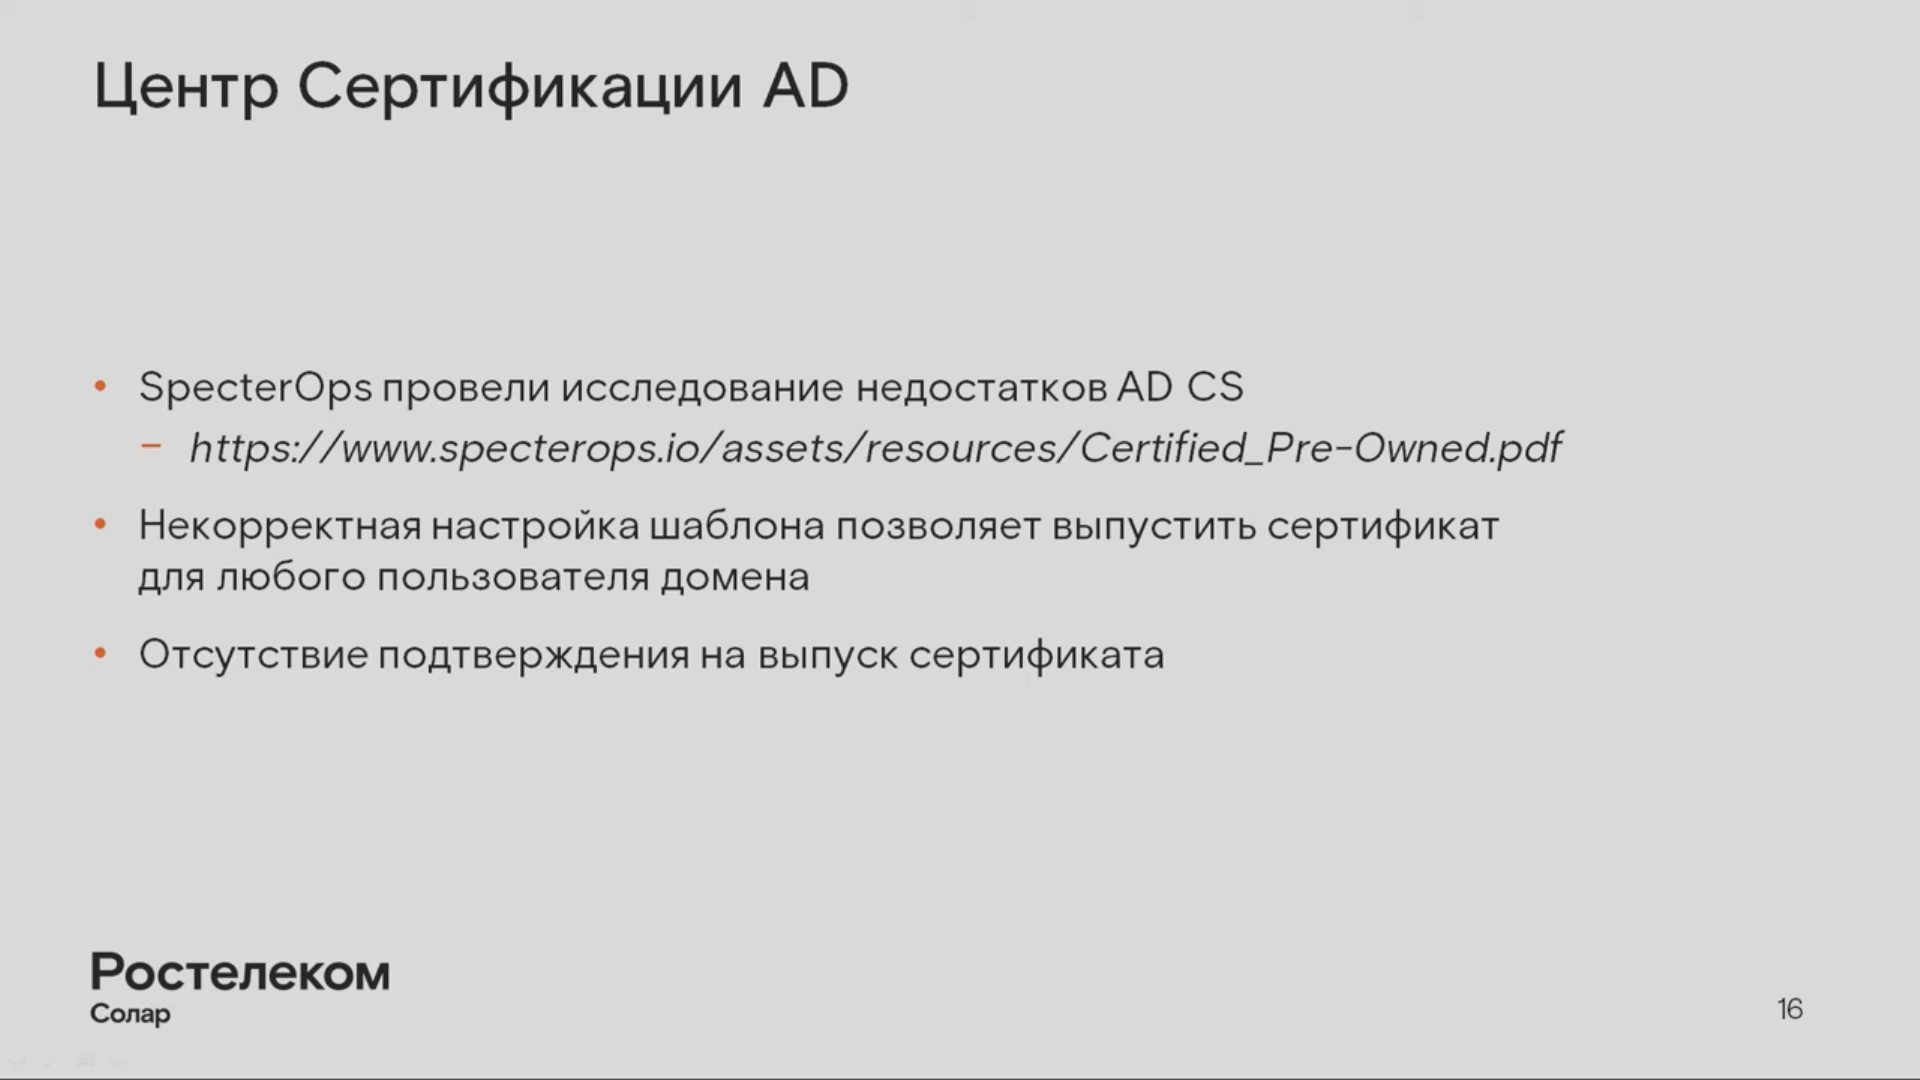 Центр Сертификации AD
SpecterOps провели исследование недостатков AD CS
https://www.specterops.io/assets/resources/Certified_Pre-Owned.pdf
Некорректная настройка шаблона позволяет выпустить сертификат
для любого пользователя домена
Отсутствие подтверждения на выпуск сертификата
Ростелеком
Солар
16